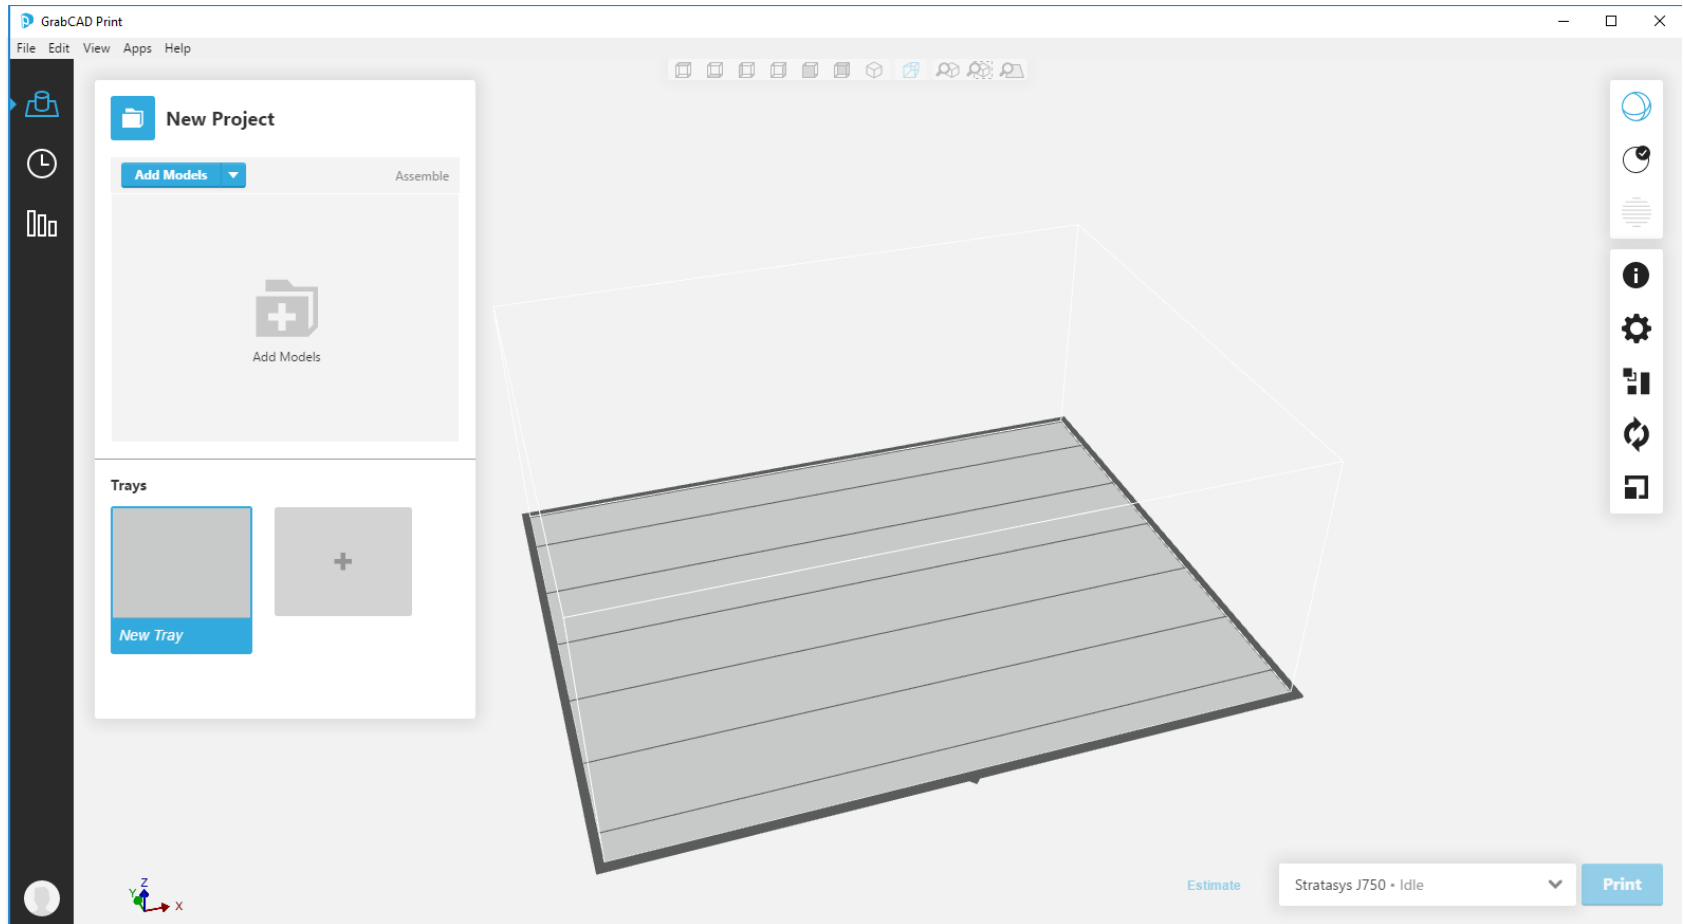 GrabCAD Print
File Edit View Apps Help
New Project
Add Models
Assemble
Add Models
Trays
New Tray
Z
Y
X
Estimate
Stratasys J750 • Idle
Print